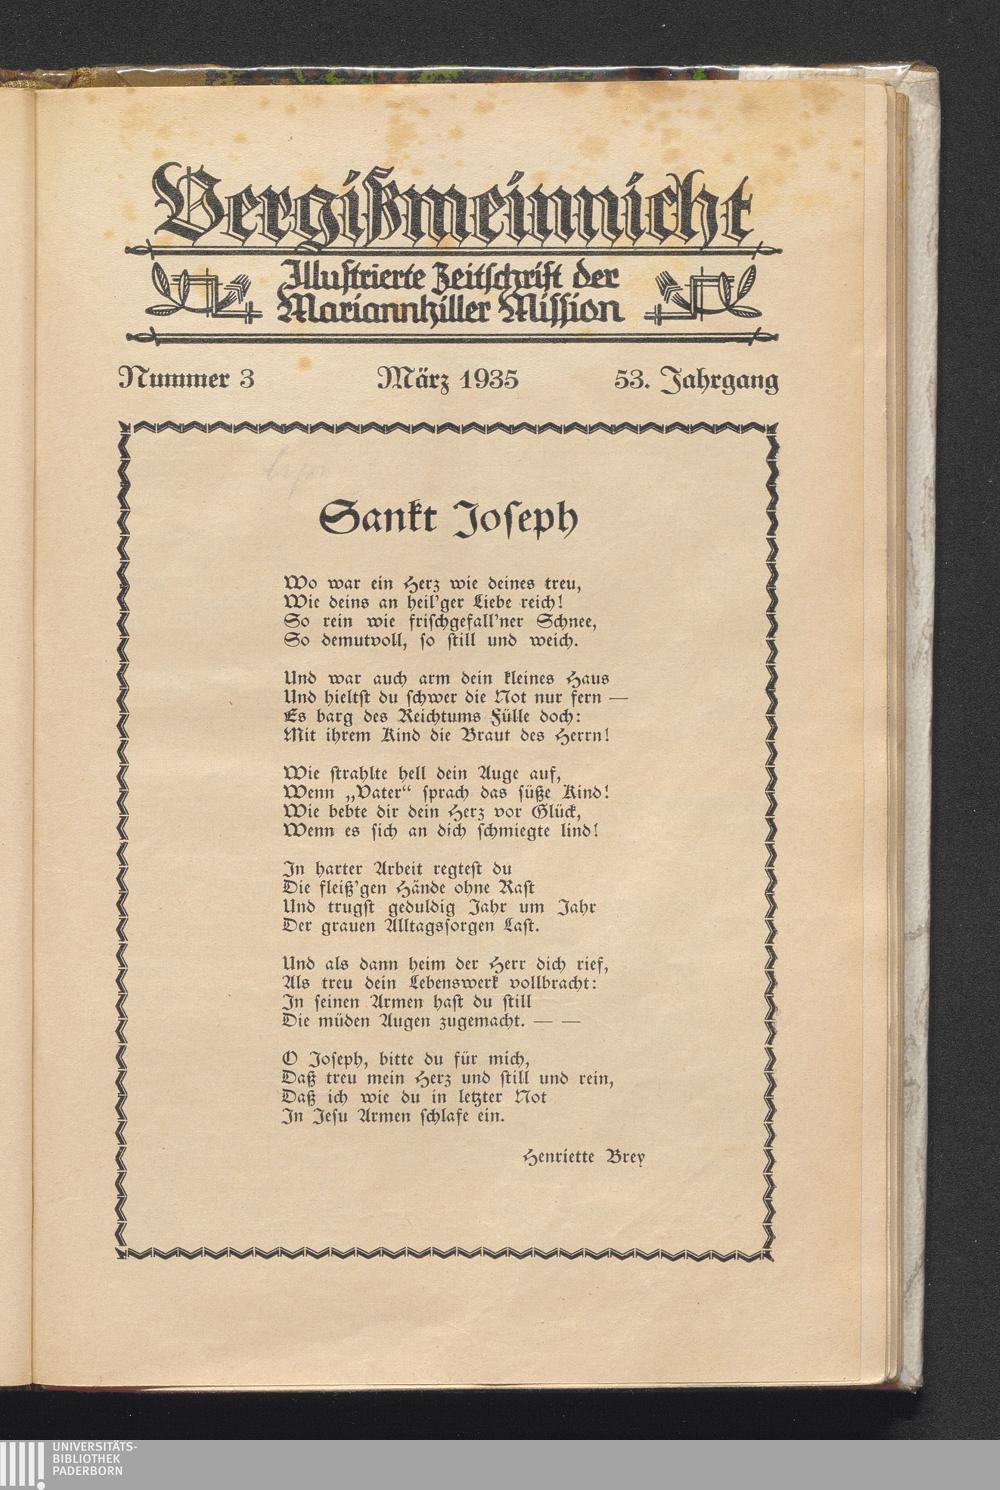 Vergißmeinnicht
Illustrierte Zeitschrift der
Mariannhiller Mission
Nummer 3 März 1935 53. Jahrgang
Sankt Joseph
Wo war ein Herz wie deines treu,
Wie deins an heil'ger Liebe reich!
So rein wie frischgefall'ner Schnee,
So demutvoll, so still und weich.
Und war auch arm dein kleines Haus
Und hieltst du schwer die Not nur fern —
Es barg des Reichtums Fülle doch:
Mit ihrem Kind die Braut des Herrn!
Wie strahlte hell dein Auge auf,
Wenn „Vater“ sprach das süße Kind!
Wie bebte dir dein Herz vor Glück,
Wenn es sich an dich schmiegte lind!
In harter Arbeit regtest du
Die fleiß'gen Hände ohne Rast
Und trugst geduldig Jahr um Jahr
Der grauen Alltagssorgen Last.
Und als dann heim der Herr dich rief,
Als treu dein Lebenswerk vollbracht:
In seinen Armen hast du still
Die müden Augen zugemacht. — —
O Joseph, bitte du für mich,
Daß treu mein Herz und still und rein,
Daß ich wie du in letzter Not
In Jesu Armen schlafe ein.
Henriette Brey
UNIVERSITÄTS-
BIBLIOTHEK
PADERBORN